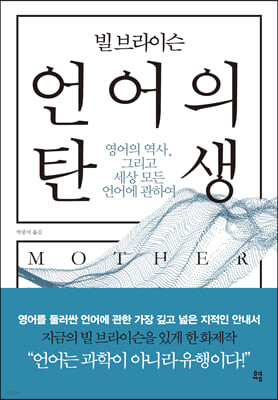 빌 브라이슨
언어의
탄생
영어의 역사,
그리고
세상 모든
언어에 관하여
박중서 옮김
MOTHER
영어를 둘러싼 언어에 관한 가장 깊고 넓은 지적인 안내서
지금의 빌 브라이슨을 있게 한 화제작
“언어는 과학이 아니라 유행이다!”
유영